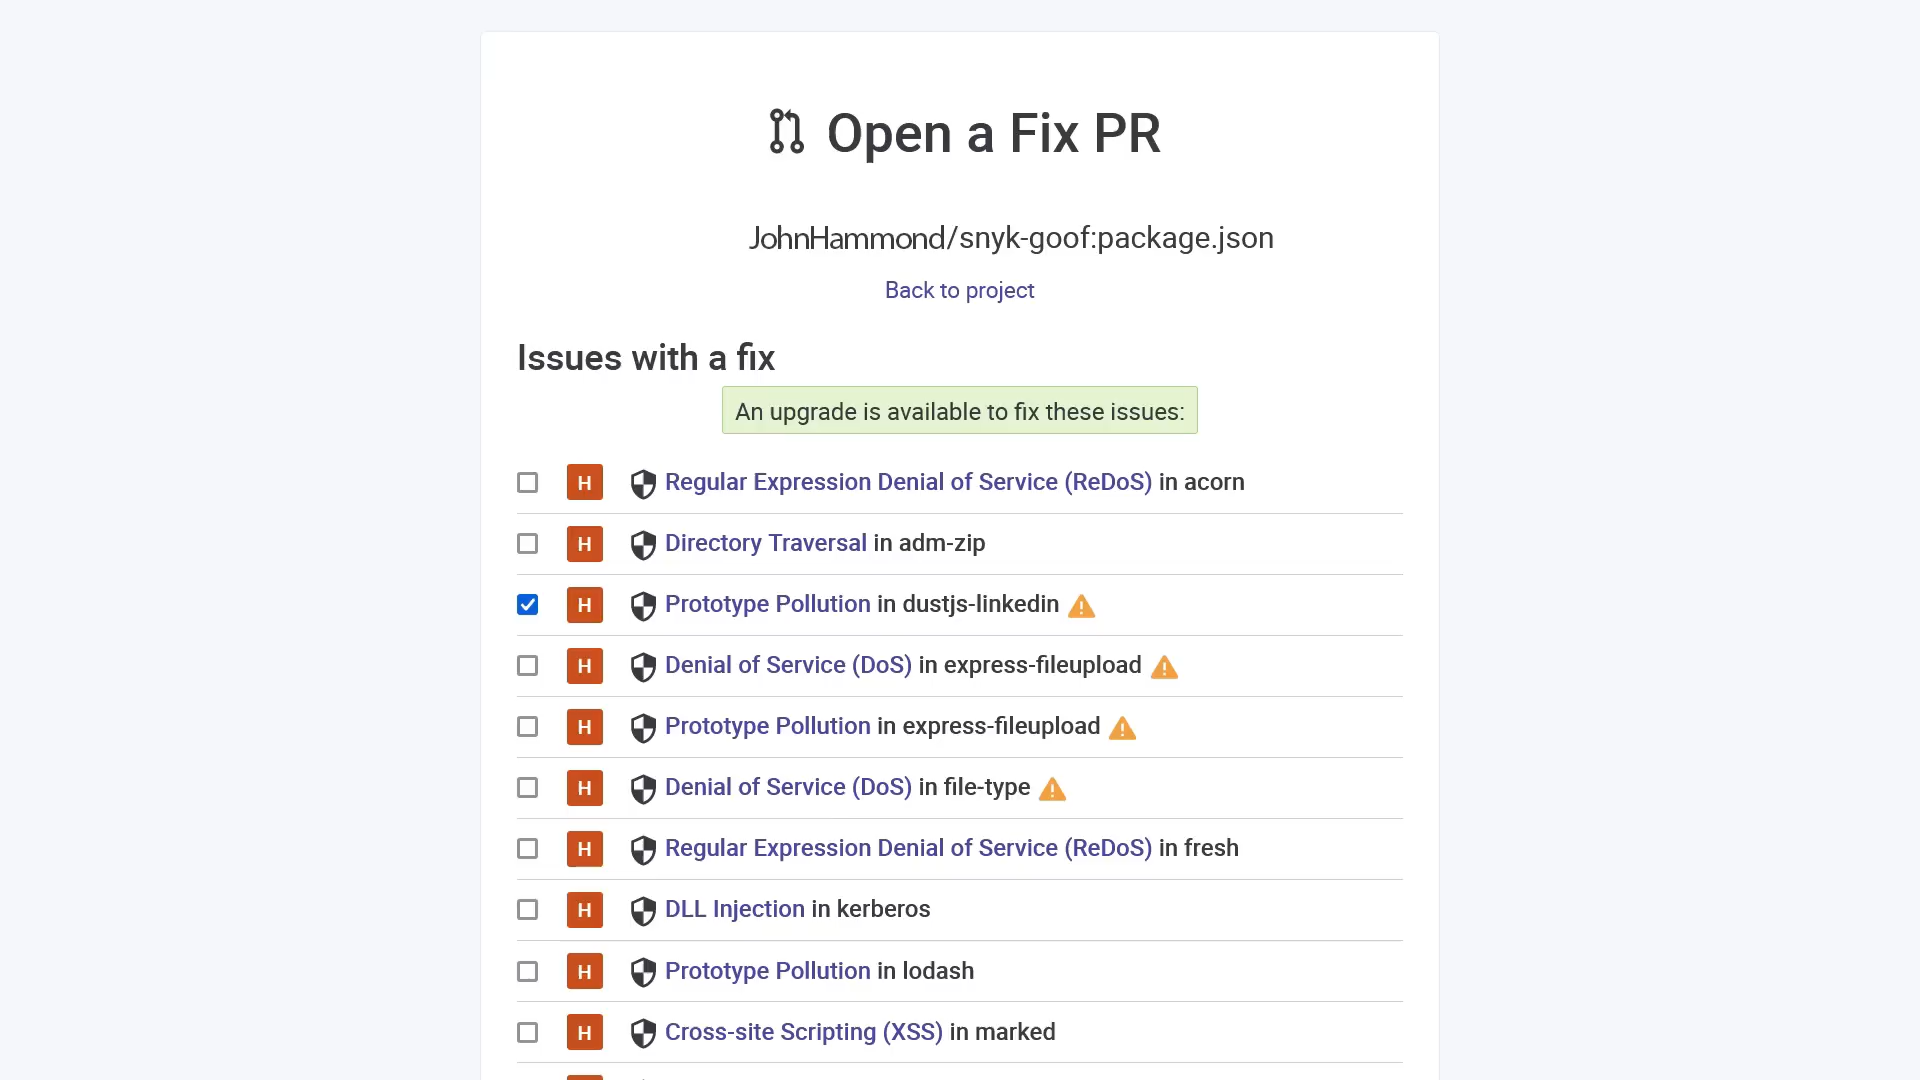 Open a Fix PR
JohnHammond/snyk-goof:package.json
Back to project
Issues with a fix
An upgrade is available to fix these issues:
H Regular Expression Denial of Service (ReDoS) in acorn
H Directory Traversal in adm-zip
H Prototype Pollution in dustjs-linkedin
H Denial of Service (DoS) in express-fileupload
H Prototype Pollution in express-fileupload
H Denial of Service (DoS) in file-type
H Regular Expression Denial of Service (ReDoS) in fresh
H DLL Injection in kerberos
H Prototype Pollution in lodash
H Cross-site Scripting (XSS) in marked